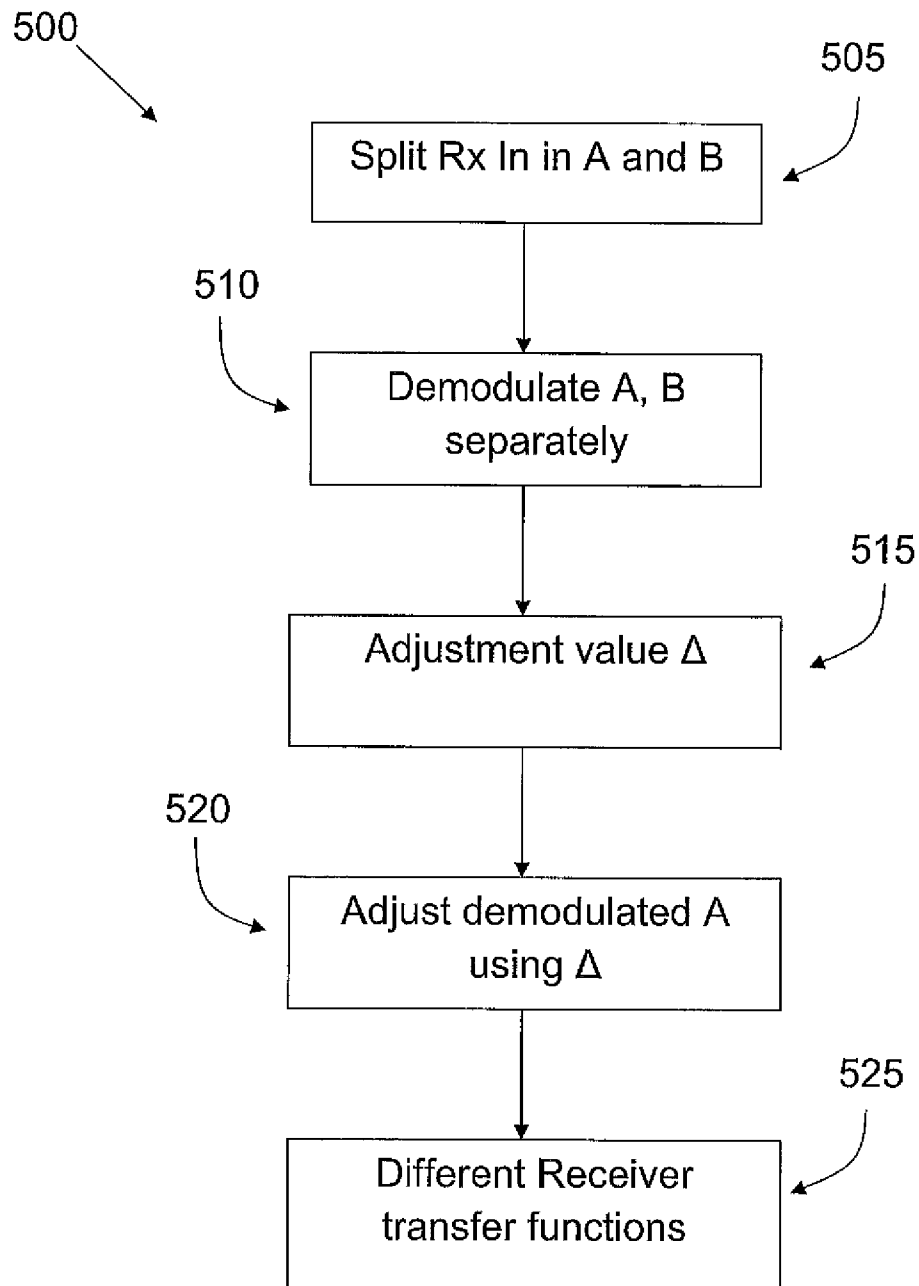 500
505
Split Rx In in A and B
510
Demodulate A, B
separately
515
Adjustment value Δ
520
Adjust demodulated A
using Δ
525
Different Receiver
transfer functions